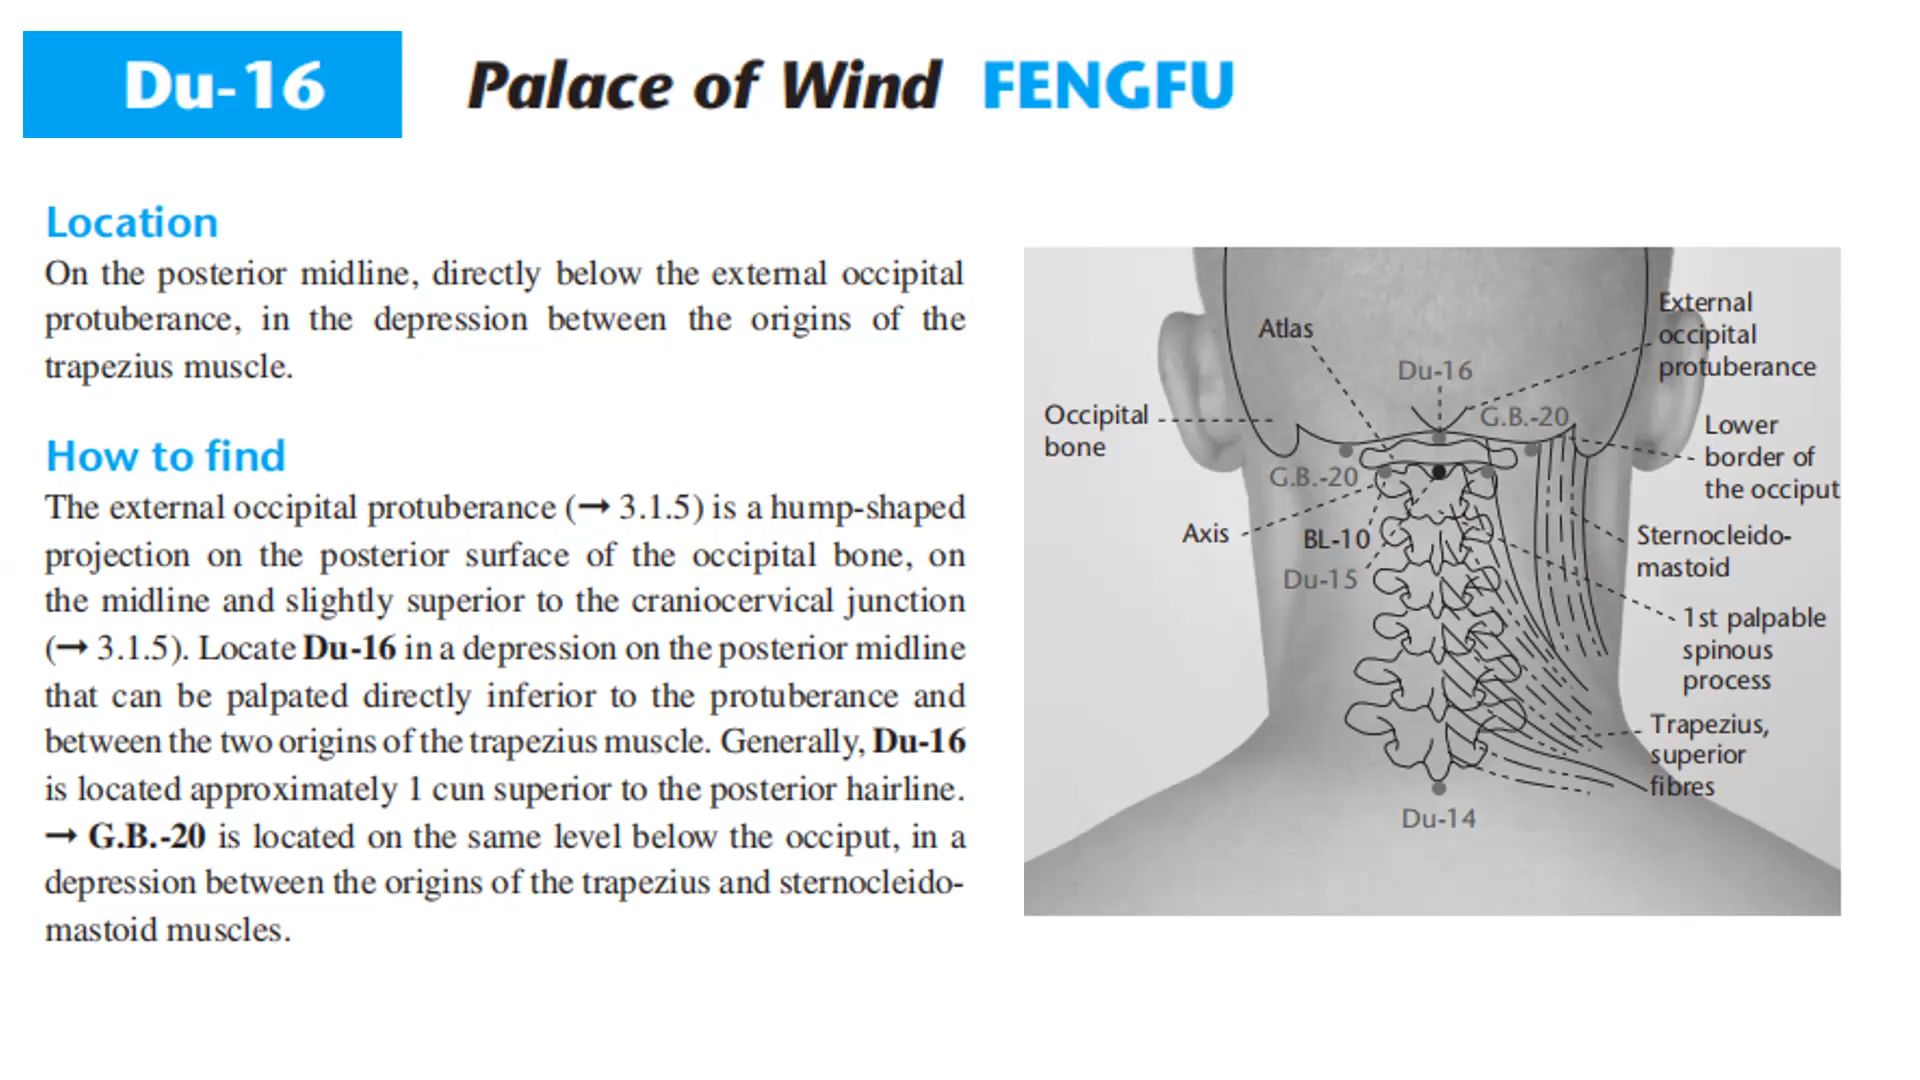 Du-16 Palace of Wind FENGFU
Location
On the posterior midline, directly below the external occipital
protuberance, in the depression between the origins of the
trapezius muscle.
How to find
The external occipital protuberance (→ 3.1.5) is a hump-shaped
projection on the posterior surface of the occipital bone, on
the midline and slightly superior to the craniocervical junction
(→ 3.1.5). Locate Du-16 in a depression on the posterior midline
that can be palpated directly inferior to the protuberance and
between the two origins of the trapezius muscle. Generally, Du-16
is located approximately 1 cun superior to the posterior hairline.
→ G.B.-20 is located on the same level below the occiput, in a
depression between the origins of the trapezius and sternocleido-
mastoid muscles.
Atlas
Du-16
External
occipital
protuberance
Occipital
bone
G.B.-20
Lower
border of
the occiput
G.B.-20
Axis
BL-10
Du-15
Sternocleido-
mastoid
1st palpable
spinous
process
Trapezius,
superior
fibres
Du-14